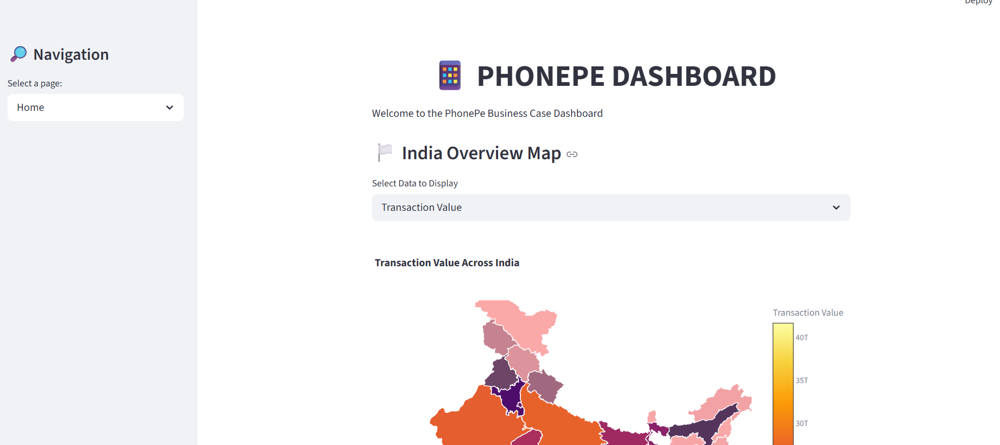 Deploy
Navigation
Select a page:
Home
PHONEPE DASHBOARD
Welcome to the PhonePe Business Case Dashboard
India Overview Map
Select Data to Display
Transaction Value
Transaction Value Across India
Transaction Value
40T
35T
30T